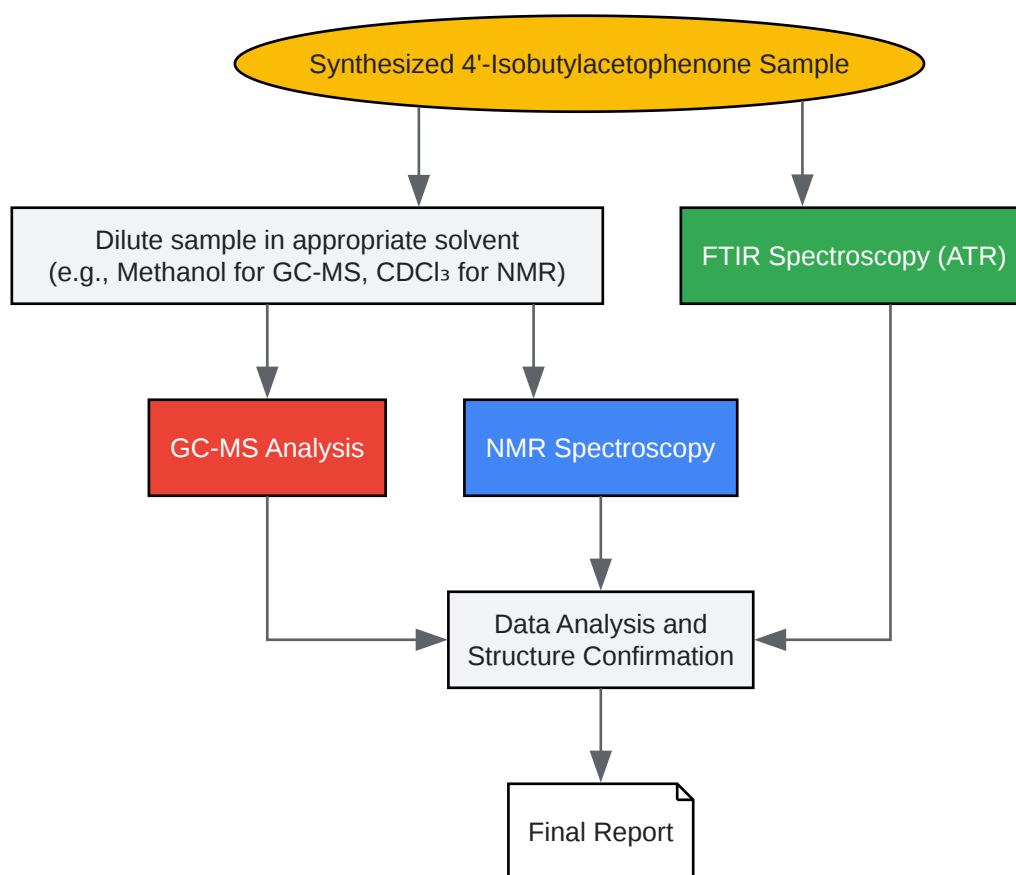 Synthesized 4'-Isobutylacetophenone Sample
Dilute sample in appropriate solvent
(e.g., Methanol for GC-MS, CDCl₃ for NMR)
FTIR Spectroscopy (ATR)
GC-MS Analysis
NMR Spectroscopy
Data Analysis and
Structure Confirmation
Final Report